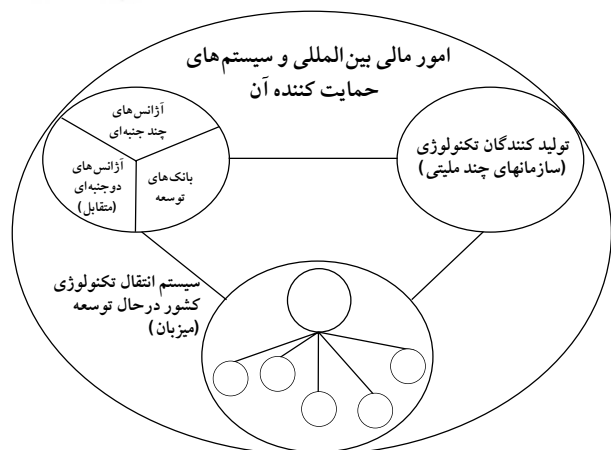 امور مالی بین‌المللی و سیستم‌های
حمایت کننده آن
آژانس‌های
چند جنبه‌ای
آژانس‌های
دوجنبه‌ای
(متقابل)
بانک‌های
توسعه
تولید کنندگان تکنولوژی
(سازمانهای چند ملیتی)
سیستم انتقال تکنولوژی
کشور درحال توسعه
(میزبان)